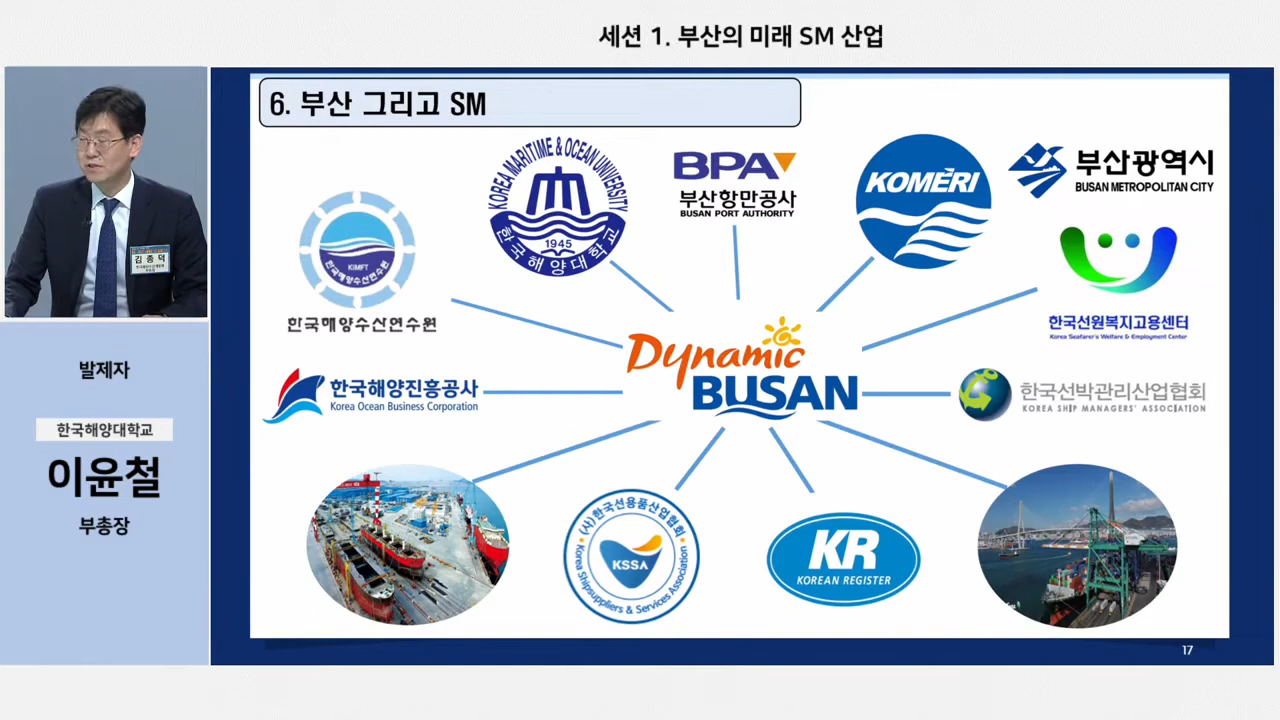 세션 1. 부산의 미래 SM 산업
6. 부산 그리고 SM
KOREA MARITIME & OCEAN UNIVERSITY
1945
한국해양대학교
BPA
부산항만공사
BUSAN PORT AUTHORITY
KOMERI
부산광역시
BUSAN METROPOLITAN CITY
KIMFT
한국해양수산연수원
한국해양수산연수원
한국선원복지고용센터
Korea Seafarer's Welfare & Employment Center
Dynamic
BUSAN
한국해양진흥공사
Korea Ocean Business Corporation
한국선박관리산업협회
KOREA SHIP MANAGERS' ASSOCIATION
(사)한국선용품산업협회
KSSA
Korea Shipsuppliers & Services Association
KR
KOREAN REGISTER
17
김종덕
발제자
한국해양대학교
이윤철
부총장